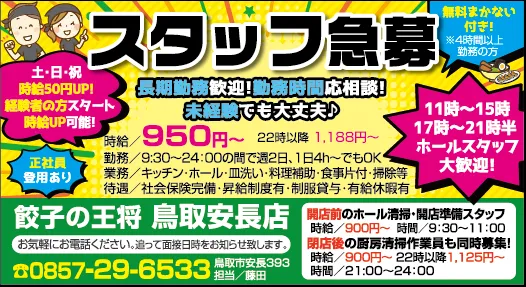 スタッフ急募
無料まかない
付き!
※4時間以上
勤務の方
土・日・祝
時給50円UP!
経験者の方スタート
時給UP可能!
長期勤務歓迎!勤務時間応相談!
未経験でも大丈夫♪
11時〜15時
17時〜21時半
ホールスタッフ
大歓迎!
正社員
登用あり
時給/950円〜 22時以降 1,188円〜
勤務/9:30〜24:00の間で週2日、1日4h〜でもOK
業務/キッチン・ホール・皿洗い・料理補助・食事片付・掃除等
待遇/社会保険完備・昇給制度有・制服貸与・有給休暇有
餃子の王将 鳥取安長店
お気軽にお電話ください。追って面接日時をお知らせ致します。
☎0857-29-6533
鳥取市安長393
担当/藤田
開店前のホール清掃・開店準備スタッフ
時給/900円〜 時間/9:30〜11:00
閉店後の厨房清掃作業員も同時募集!
時給/900円〜 22時以降1,125円〜
時間/21:00〜24:00